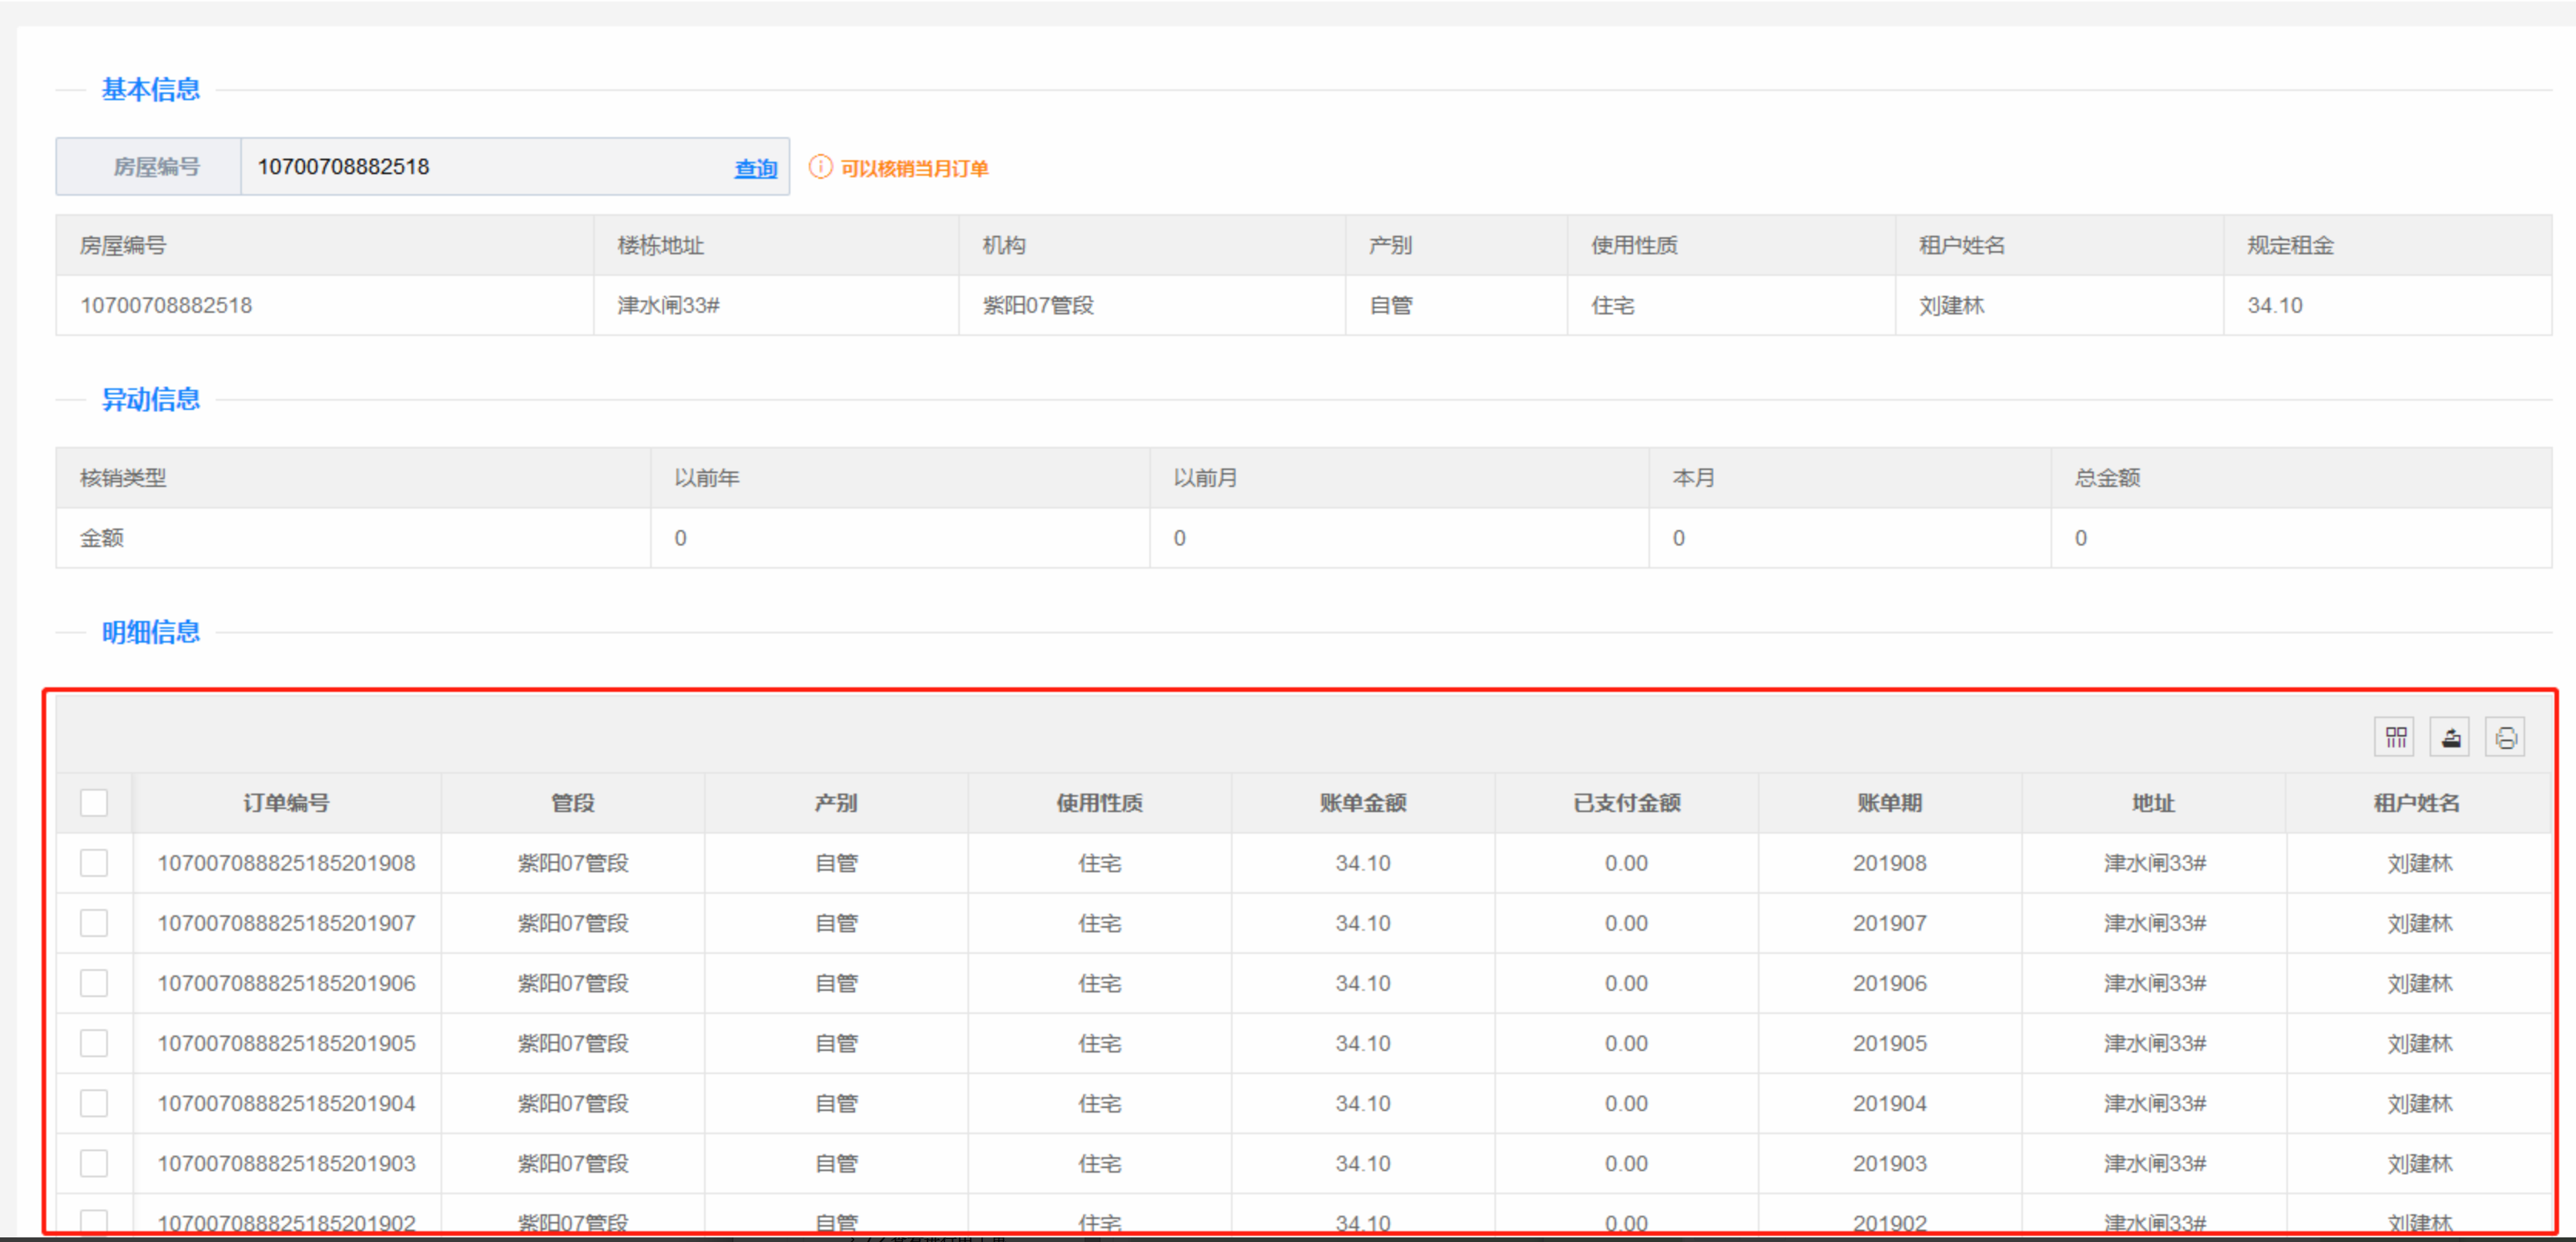 基本信息
房屋编号 10700708882518 查询 可以核销当月订单
房屋编号 楼栋地址 机构 产别 使用性质 租户姓名 规定租金
10700708882518 津水闸33# 紫阳07管段 自管 住宅 刘建林 34.10
异动信息
核销类型 以前年 以前月 本月 总金额
金额 0 0 0 0
明细信息
订单编号 管段 产别 使用性质 账单金额 已支付金额 账单期 地址 租户姓名
107007088825185201908 紫阳07管段 自管 住宅 34.10 0.00 201908 津水闸33# 刘建林
107007088825185201907 紫阳07管段 自管 住宅 34.10 0.00 201907 津水闸33# 刘建林
107007088825185201906 紫阳07管段 自管 住宅 34.10 0.00 201906 津水闸33# 刘建林
107007088825185201905 紫阳07管段 自管 住宅 34.10 0.00 201905 津水闸33# 刘建林
107007088825185201904 紫阳07管段 自管 住宅 34.10 0.00 201904 津水闸33# 刘建林
107007088825185201903 紫阳07管段 自管 住宅 34.10 0.00 201903 津水闸33# 刘建林
107007088825185201902 紫阳07管段 自管 住宅 34.10 0.00 201902 津水闸33# 刘建林